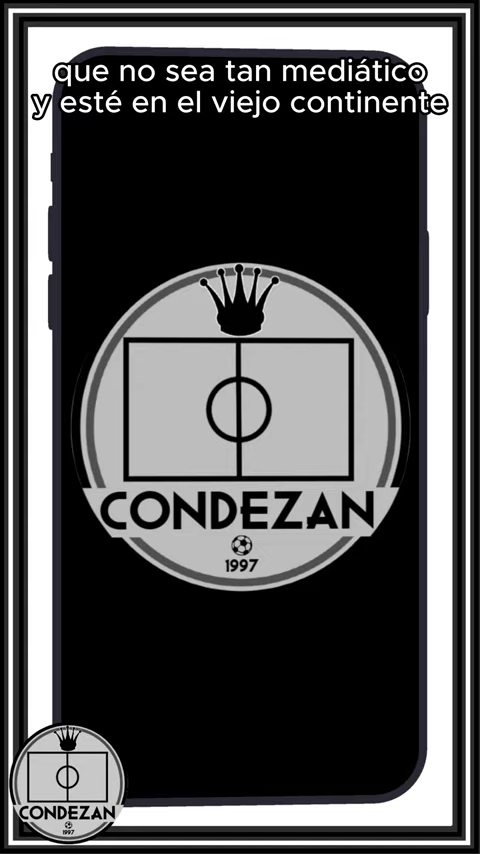 que no sea tan mediático
y esté en el viejo continente
CONDEZAN
1997
CONDEZAN
1997